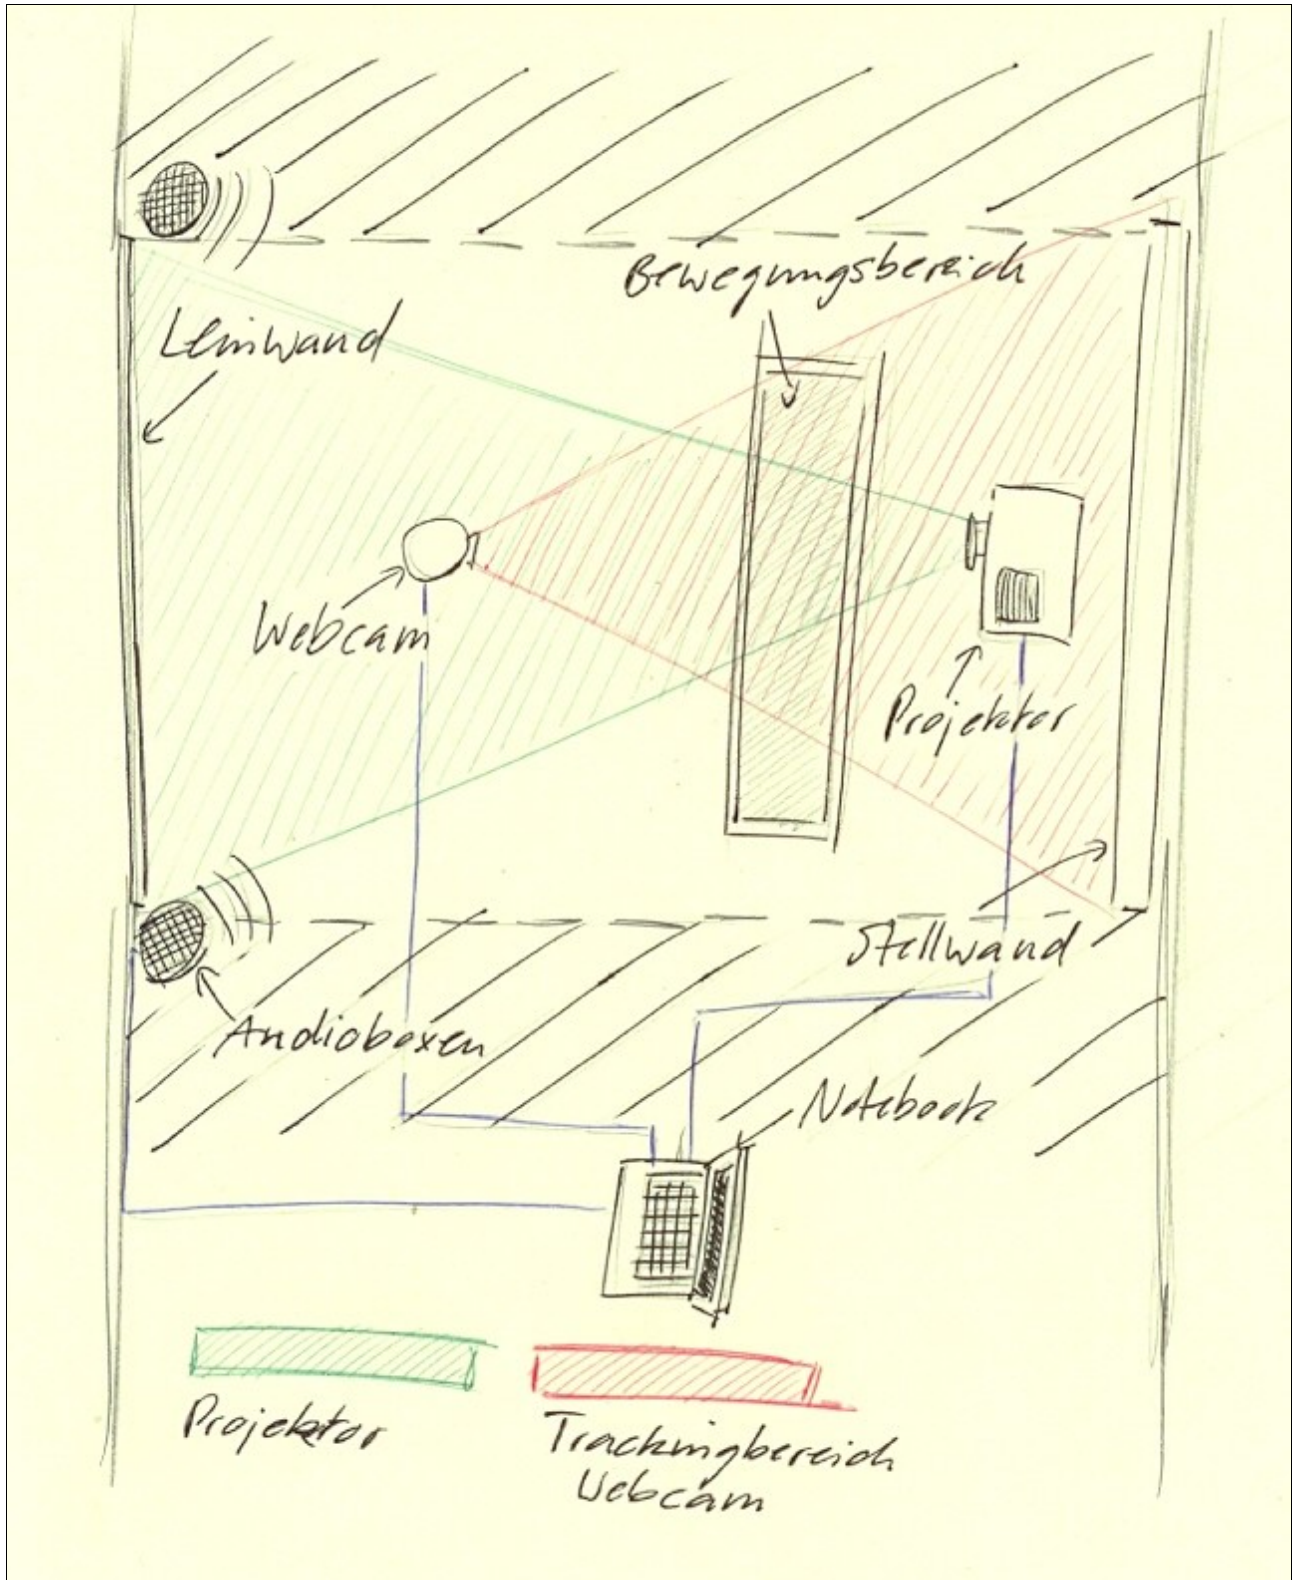 Bewegungsbereich
Leinwand
Webcam
Projektor
Stellwand
Audioboxen
Notebook
Projektor
Trackingbereich
Webcam